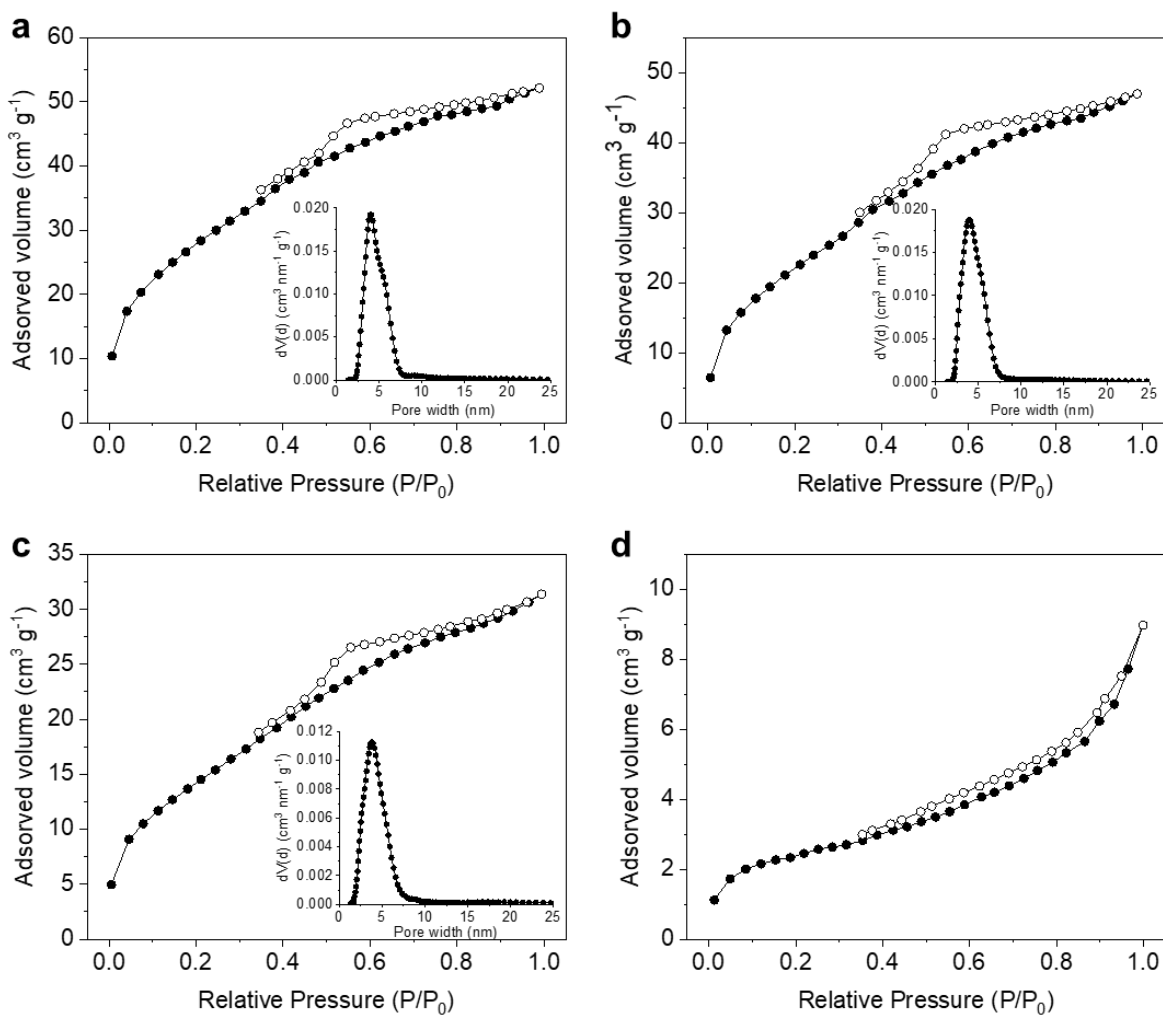 a
60
50
40
30
20
10
0
Adsorved volume (cm³ g⁻¹)
0.0 0.2 0.4 0.6 0.8 1.0
Relative Pressure (P/P₀)
0.020
0.015
0.010
0.005
0.000
dV(d) (cm³ nm⁻¹ g⁻¹)
0 5 10 15 20 25
Pore width (nm)
b
50
40
30
20
10
0
Adsorved volume (cm³ g⁻¹)
0.0 0.2 0.4 0.6 0.8 1.0
Relative Pressure (P/P₀)
0.020
0.015
0.010
0.005
0.000
dV(d) (cm³ nm⁻¹ g⁻¹)
0 5 10 15 20 25
Pore width (nm)
c
35
30
25
20
15
10
5
0
Adsorved volume (cm³ g⁻¹)
0.0 0.2 0.4 0.6 0.8 1.0
Relative Pressure (P/P₀)
0.012
0.010
0.008
0.006
0.004
0.002
0.000
dV(d) (cm³ nm⁻¹ g⁻¹)
0 5 10 15 20 25
Pore width (nm)
d
10
8
6
4
2
0
Adsorved volume (cm³ g⁻¹)
0.0 0.2 0.4 0.6 0.8 1.0
Relative Pressure (P/P₀)